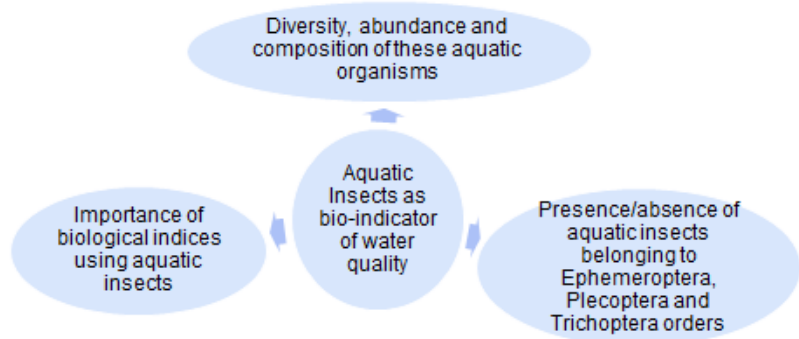 Diversity, abundance and
composition of these aquatic
organisms
Aquatic
Insects as
bio-indicator
of water
quality
Importance of
biological indices
using aquatic
insects
Presence/absence of
aquatic insects
belonging to
Ephemeroptera,
Plecoptera and
Trichoptera orders